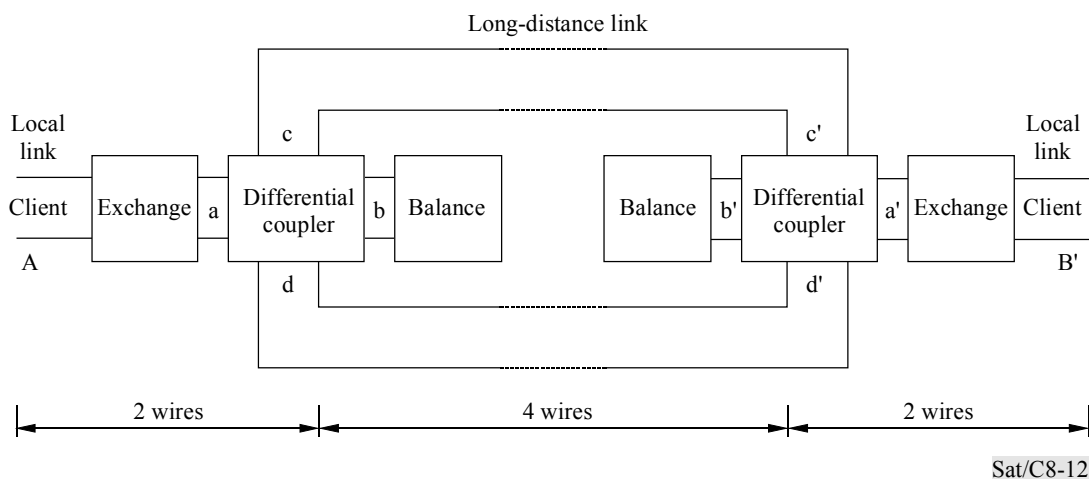 Long-distance link
Local
link
c
c'
Local
link
Client
Exchange
a
Differential
coupler
b
Balance
Balance
b'
Differential
coupler
a'
Exchange
Client
A
d
d'
B'
2 wires
4 wires
2 wires
Sat/C8-12